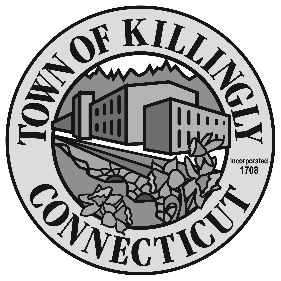 TOWN OF KILLINGLY
Incorporated
1708
CONNECTICUT